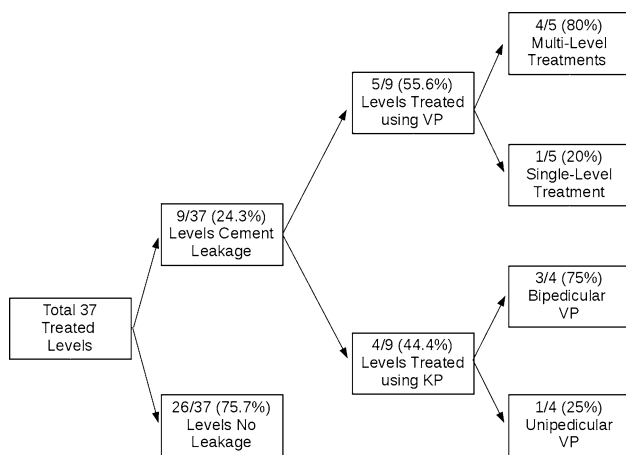 Total 37
Treated
Levels
9/37 (24.3%)
Levels Cement
Leakage
26/37 (75.7%)
Levels No
Leakage
5/9 (55.6%)
Levels Treated
using VP
4/9 (44.4%)
Levels Treated
using KP
4/5 (80%)
Multi-Level
Treatments
1/5 (20%)
Single-Level
Treatment
3/4 (75%)
Bipedicular
VP
1/4 (25%)
Unipedicular
VP